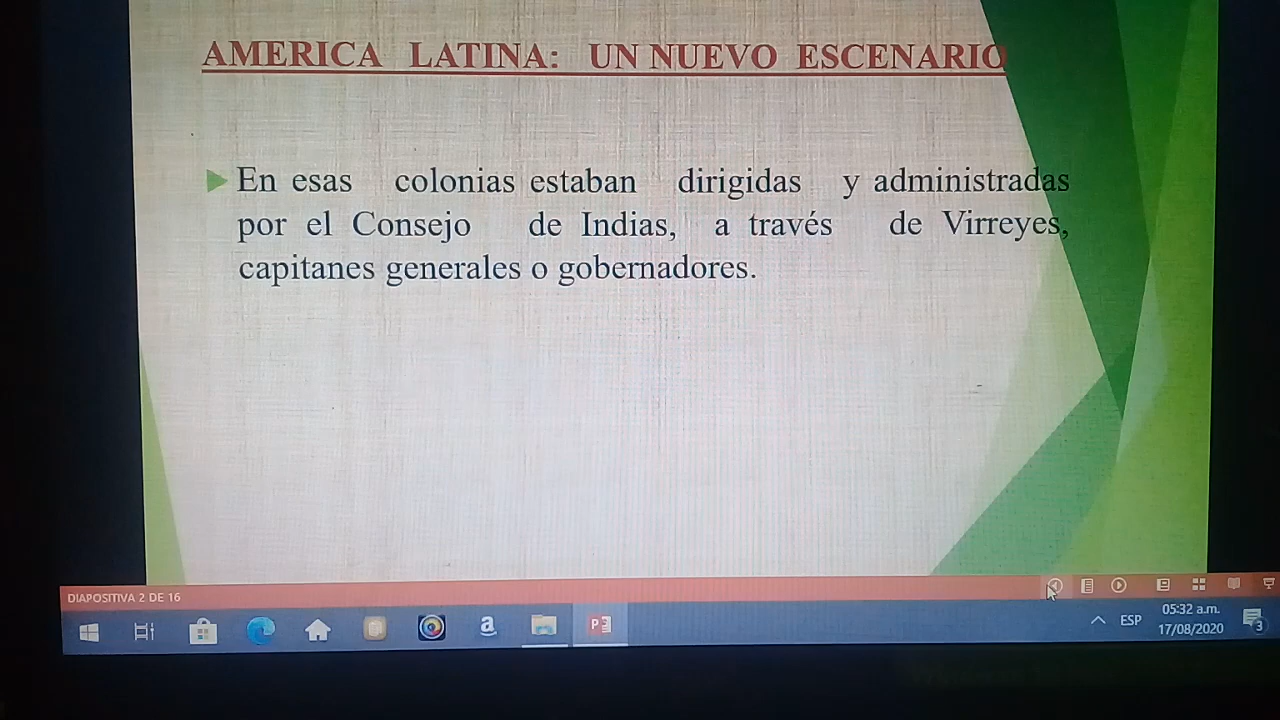 AMERICA LATINA: UN NUEVO ESCENARIO
En esas colonias estaban dirigidas y administradas
por el Consejo de Indias, a través de Virreyes,
capitanes generales o gobernadores.
DIAPOSITIVA 2 DE 16
ESP
05:32 a.m.
17/08/2020
3